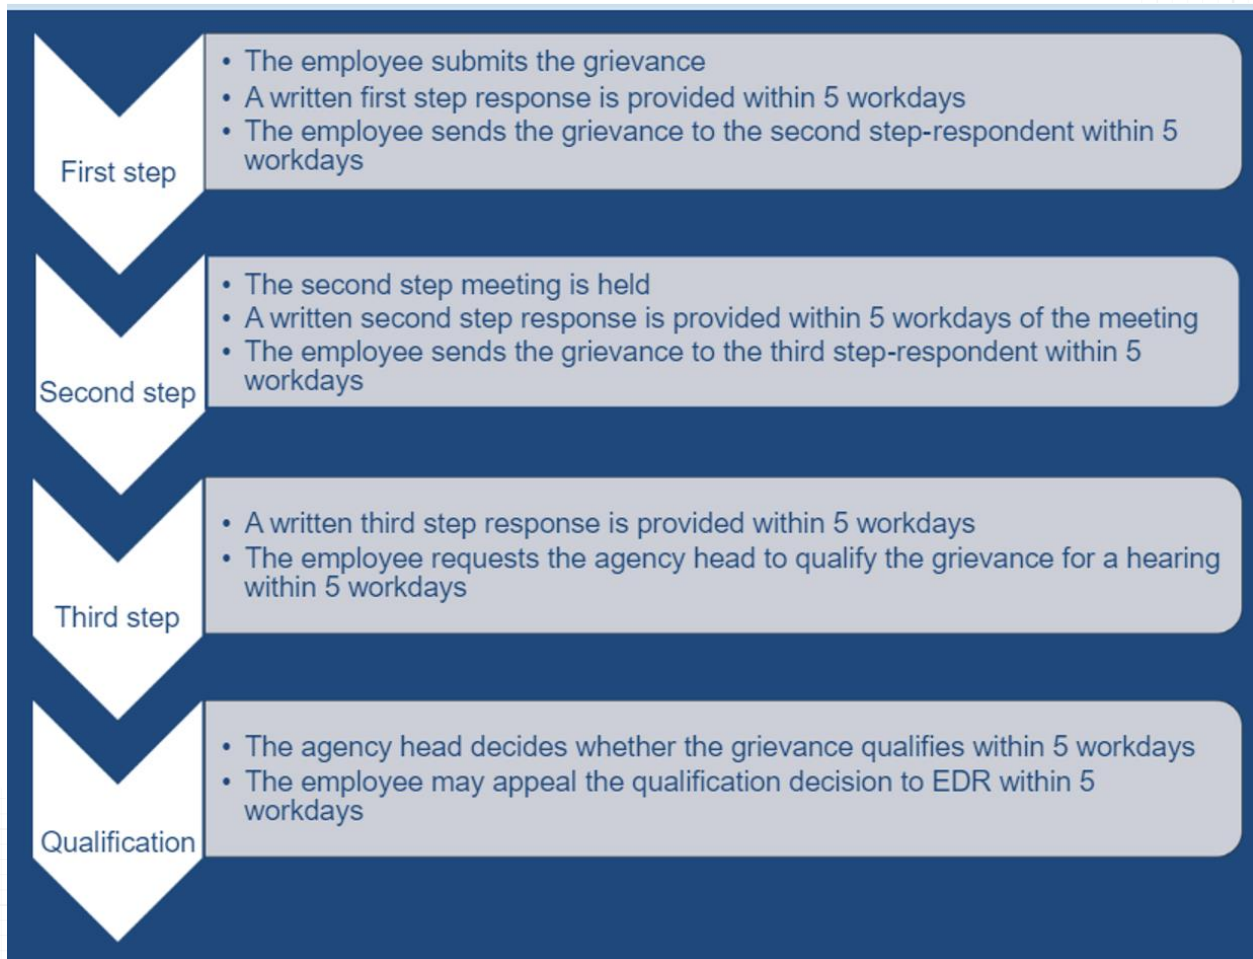 • The employee submits the grievance
• A written first step response is provided within 5 workdays
• The employee sends the grievance to the second step-respondent within 5
workdays
First step
• The second step meeting is held
• A written second step response is provided within 5 workdays of the meeting
• The employee sends the grievance to the third step-respondent within 5
workdays
Second step
• A written third step response is provided within 5 workdays
• The employee requests the agency head to qualify the grievance for a hearing
within 5 workdays
Third step
• The agency head decides whether the grievance qualifies within 5 workdays
• The employee may appeal the qualification decision to EDR within 5
workdays
Qualification